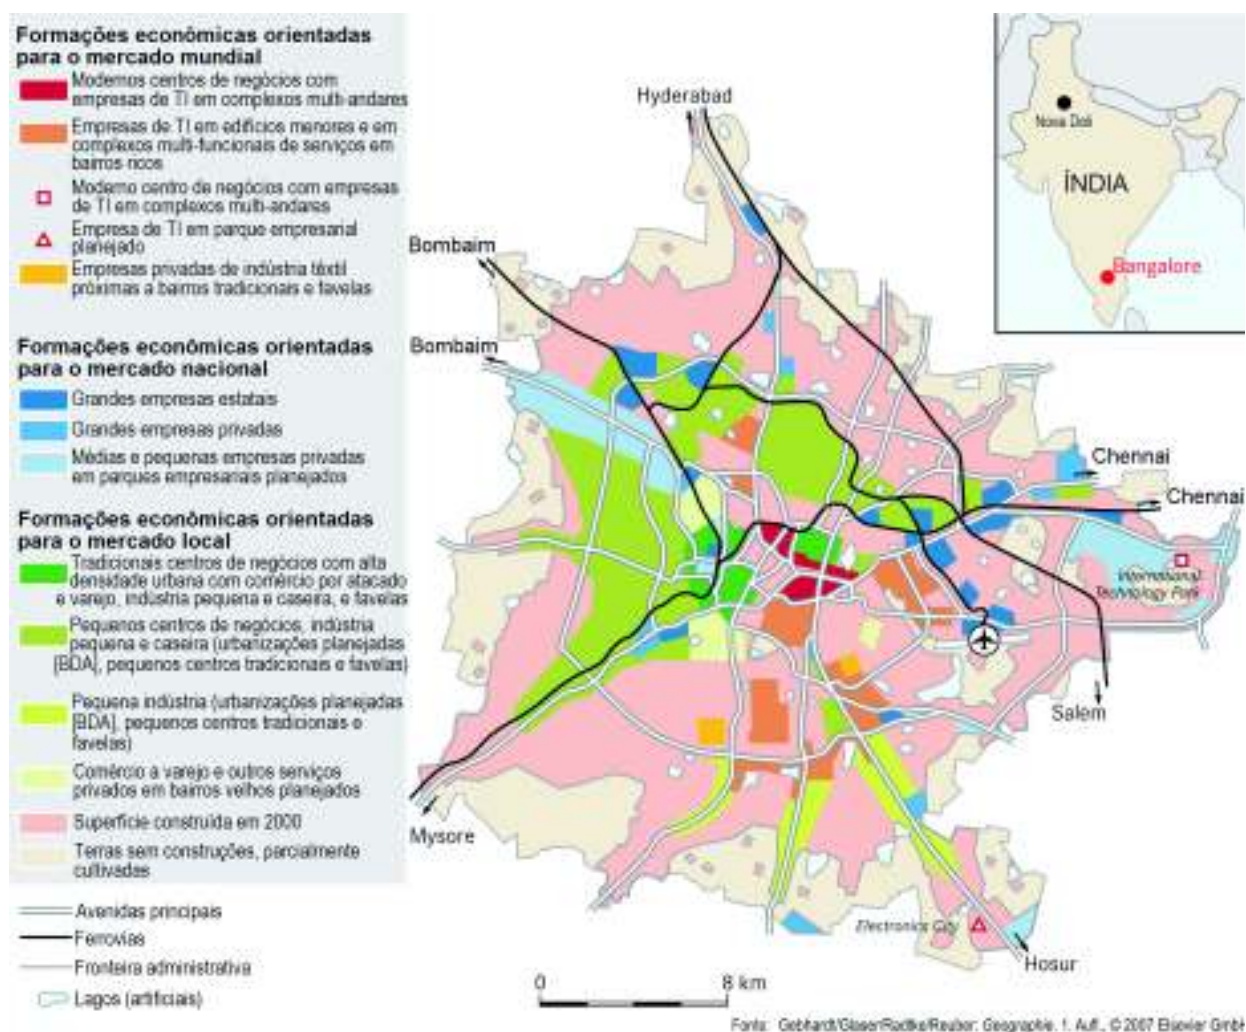 Formações econômicas orientadas
para o mercado mundial
Modernos centros de negócios com
empresas de TI em complexos multi-andares
Empresas de TI em edifícios menores e em
complexos multi-funcionais de serviços em
bairros ricos
Moderno centro de negócios com empresas
de TI em complexos multi-andares
Empresa de TI em parque empresarial
planejado
Empresas privadas de indústria têxtil
próximas a bairros tradicionais e favelas
Formações econômicas orientadas
para o mercado nacional
Grandes empresas estatais
Grandes empresas privadas
Médias e pequenas empresas privadas
em parques empresariais planejados
Formações econômicas orientadas
para o mercado local
Tradicionais centros de negócios com alta
densidade urbana com comércio por atacado
e varejo, indústria pequena e caseira, e favelas
Pequenos centros de negócios, indústria
pequena e caseira (urbanizações planejadas
[BDA], pequenos centros tradicionais e favelas)
Pequena indústria (urbanizações planejadas
[BDA], pequenos centros tradicionais e
favelas)
Comércio a varejo e outros serviços
privados em bairros velhos planejados
Superfície construída em 2000
Terras sem construções, parcialmente
cultivadas
Avenidas principais
Ferrovias
Fronteira administrativa
Lagos (artificiais)
Hyderabad
Bombaim
Bombaim
Chennai
Chennai
International
Technology Park
Salem
Mysore
Electronics City
Hosur
0 8 km
Nova Deli
ÍNDIA
Bangalore
Fonte: Gebhardt/Glaser/Radtke/Reuber: Geographie, 1. Aufl., © 2007 Elsevier GmbH